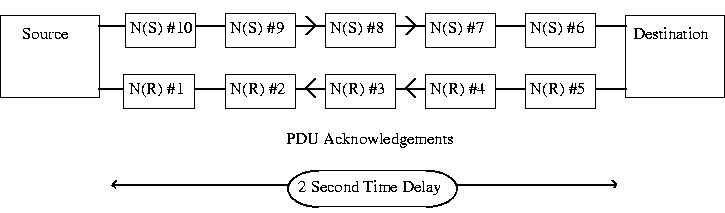 Source N(S) #10 N(S) #9 N(S) #8 N(S) #7 N(S) #6 Destination
N(R) #1 N(R) #2 N(R) #3 N(R) #4 N(R) #5
PDU Acknowledgements
2 Second Time Delay